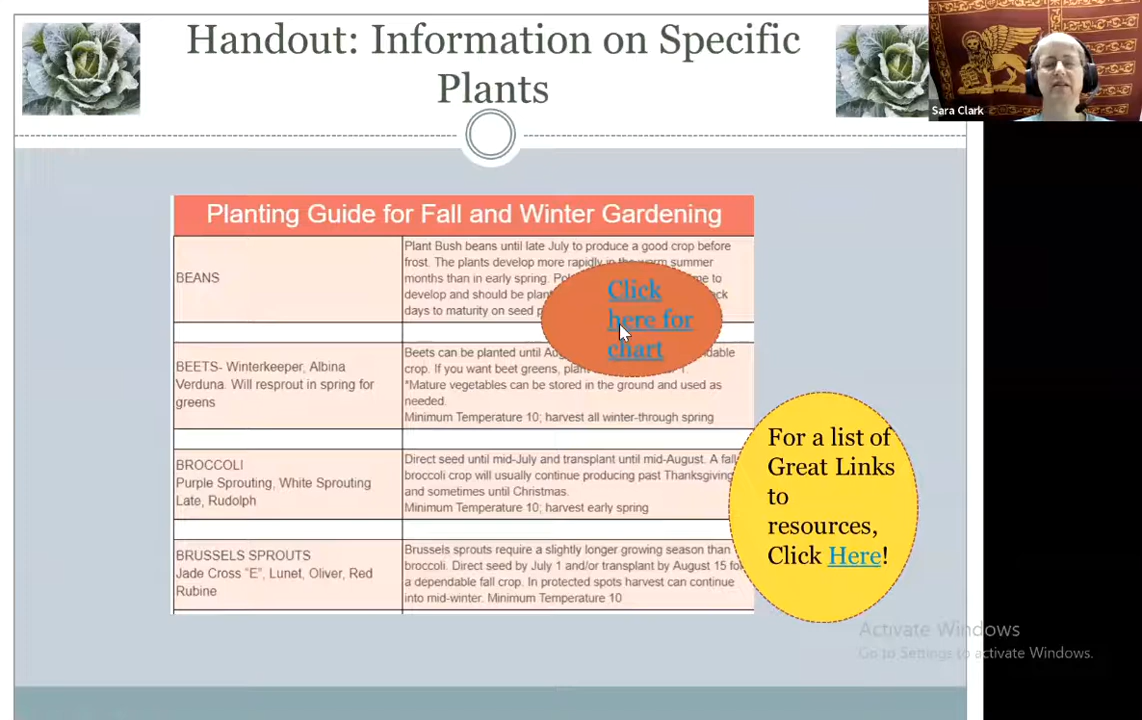 Handout: Information on Specific
Plants
Sara Clark
Planting Guide for Fall and Winter Gardening
BEANS
Plant Bush beans until late July to produce a good crop before
frost. The plants develop more rapidly in the warm summer
months than in early spring.
develop and should be
days to maturity on seed
Click
here for
chart
BEETS- Winterkeeper, Albina
Verduna. Will resprout in spring for
greens
Beets can be planted until
crop. If you want beet greens,
*Mature vegetables can be stored in the ground and used as
needed.
Minimum Temperature 10; harvest all winter-through spring
BROCCOLI
Purple Sprouting, White Sprouting
Late, Rudolph
Direct seed until mid-July and transplant until mid-August. A fall
broccoli crop will usually continue producing past Thanksgiving
and sometimes until Christmas.
Minimum Temperature 10; harvest early spring
BRUSSELS SPROUTS
Jade Cross "E", Lunet, Oliver, Red
Rubine
Brussels sprouts require a slightly longer growing season than
broccoli. Direct seed by July 1 and/or transplant by August 15
a dependable fall crop. In protected spots harvest can continue
into mid-winter. Minimum Temperature 10
For a list of
Great Links
to
resources,
Click Here!
Activate Windows
Go to Settings to activate Windows.